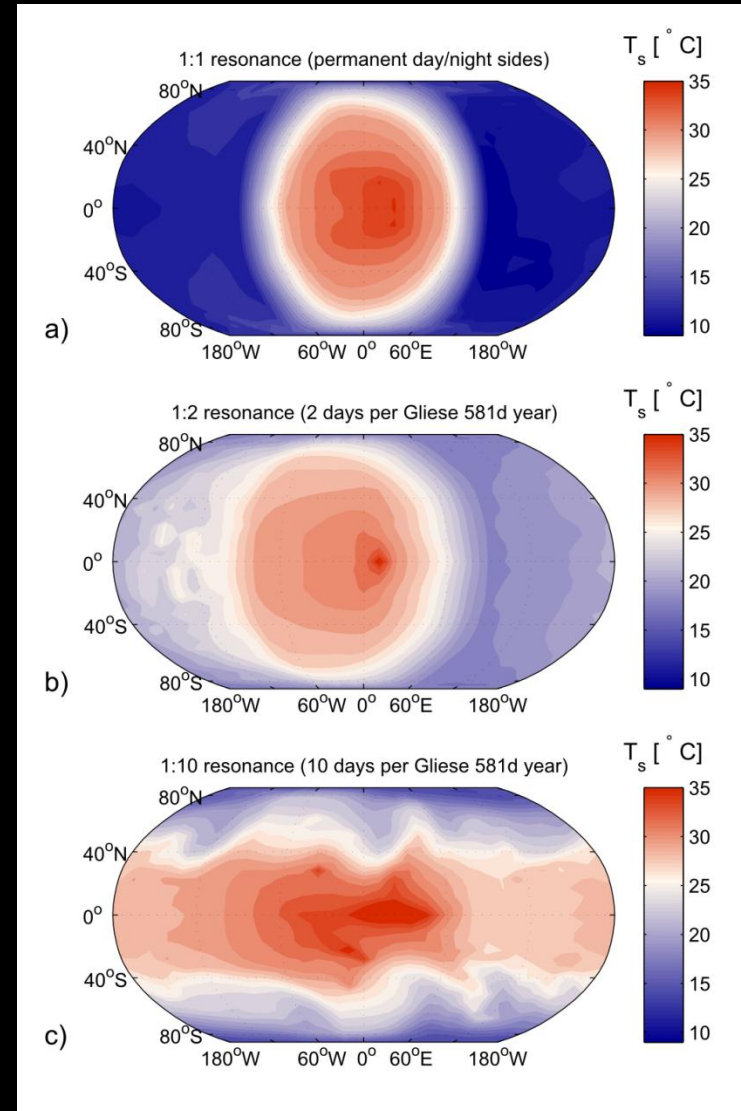 1:1 resonance (permanent day/night sides)
T_s [°C]
80°N
40°N
0°
40°S
80°S
180°W 60°W 0° 60°E 180°W
35
30
25
20
15
10
a)
1:2 resonance (2 days per Gliese 581d year)
T_s [°C]
80°N
40°N
0°
40°S
80°S
180°W 60°W 0° 60°E 180°W
35
30
25
20
15
10
b)
1:10 resonance (10 days per Gliese 581d year)
T_s [°C]
80°N
40°N
0°
40°S
80°S
180°W 60°W 0° 60°E 180°W
35
30
25
20
15
10
c)